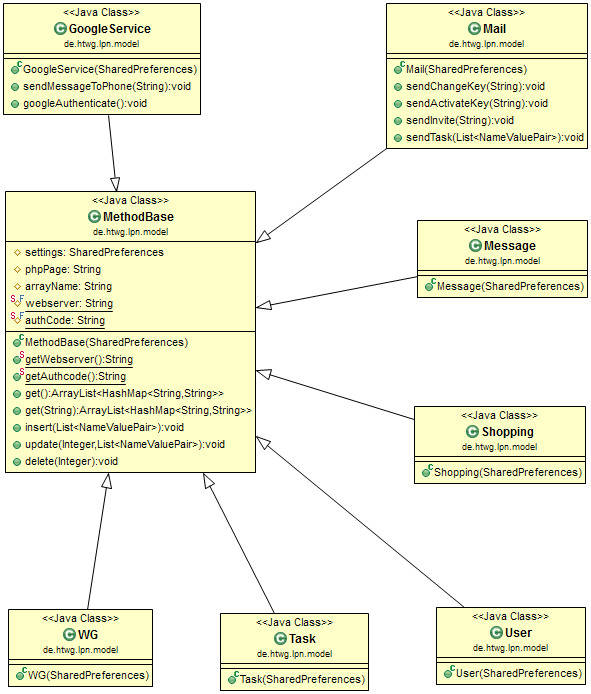 <<Java Class>>
GoogleService
de.htwg.lpn.model
GoogleService(SharedPreferences)
sendMessageToPhone(String):void
googleAuthenticate():void
<<Java Class>>
Mail
de.htwg.lpn.model
Mail(SharedPreferences)
sendChangeKey(String):void
sendActivateKey(String):void
sendInvite(String):void
sendTask(List<NameValuePair>):void
<<Java Class>>
MethodBase
de.htwg.lpn.model
settings: SharedPreferences
phpPage: String
arrayName: String
webserver: String
authCode: String
MethodBase(SharedPreferences)
getWebserver():String
getAuthcode():String
get():ArrayList<HashMap<String,String>>
get(String):ArrayList<HashMap<String,String>>
insert(List<NameValuePair>):void
update(Integer,List<NameValuePair>):void
delete(Integer):void
<<Java Class>>
Message
de.htwg.lpn.model
Message(SharedPreferences)
<<Java Class>>
Shopping
de.htwg.lpn.model
Shopping(SharedPreferences)
<<Java Class>>
WG
de.htwg.lpn.model
WG(SharedPreferences)
<<Java Class>>
Task
de.htwg.lpn.model
Task(SharedPreferences)
<<Java Class>>
User
de.htwg.lpn.model
User(SharedPreferences)